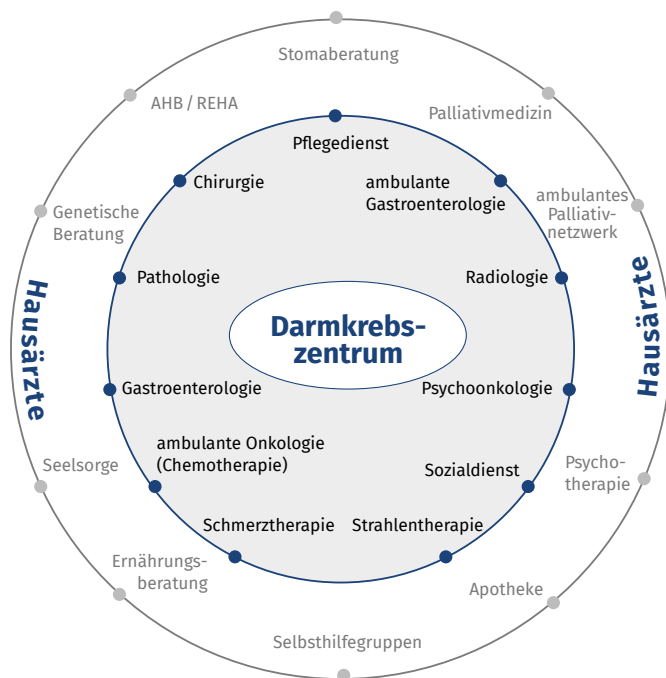 Stomaberatung
AHB / REHA
Palliativmedizin
Pflegedienst
Chirurgie
ambulante
Gastroenterologie
ambulantes
Palliativ-
netzwerk
Genetische
Beratung
Pathologie
Radiologie
Hausärzte
Hausärzte
Darmkrebs-
zentrum
Gastroenterologie
Psychoonkologie
ambulante Onkologie
(Chemotherapie)
Seelsorge
Sozialdienst
Psycho-
therapie
Schmerztherapie
Strahlentherapie
Ernährungs-
beratung
Apotheke
Selbsthilfegruppen